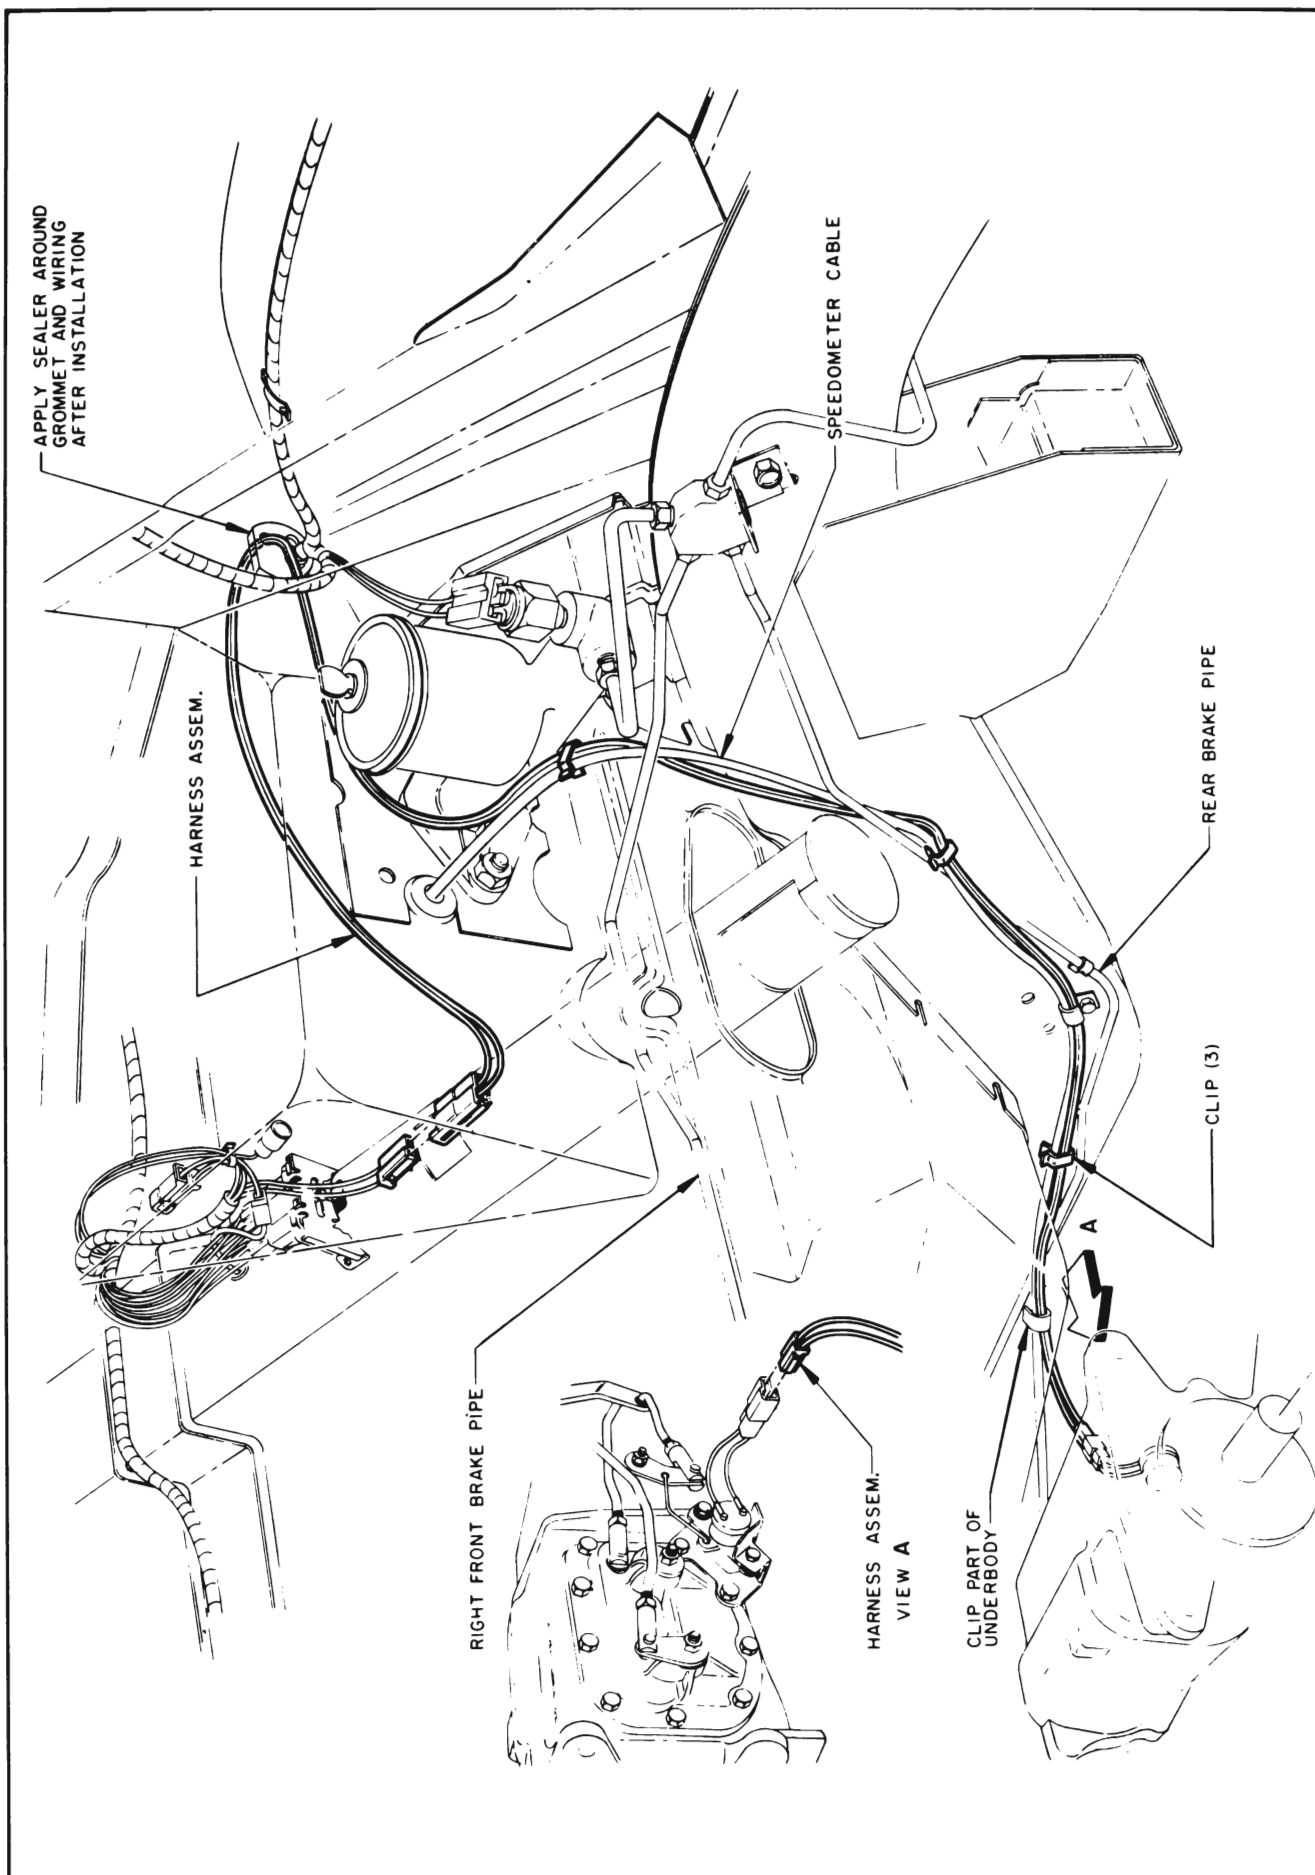 APPLY SEALER AROUND
GROMMET AND WIRING
AFTER INSTALLATION
HARNESS ASSEM.
SPEEDOMETER CABLE
REAR BRAKE PIPE
CLIP (3)
A
RIGHT FRONT BRAKE PIPE
HARNESS ASSEM.
VIEW A
CLIP PART OF
UNDERBODY